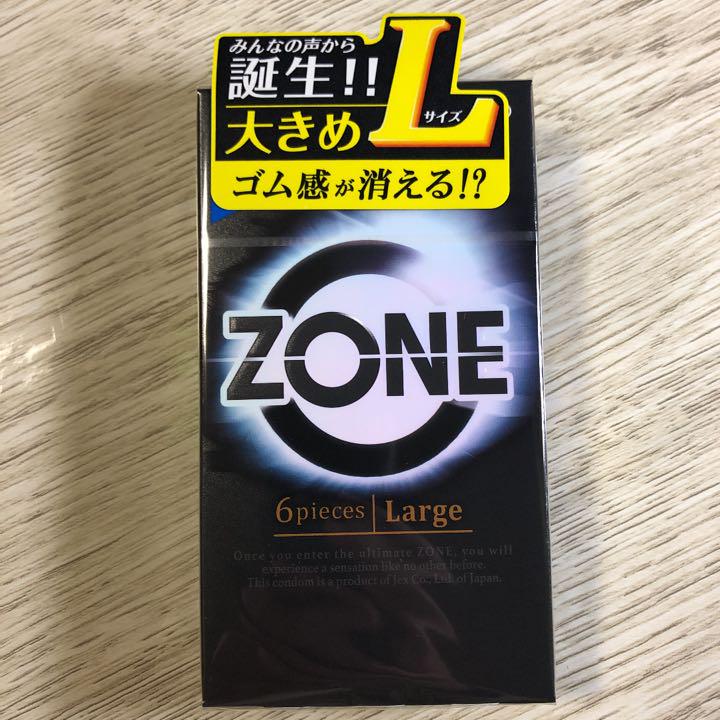 みんなの声から
誕生!!
大きめ
L
サイズ
ゴム感が消える!?
ZONE
6pieces | Large
Once you enter the ultimate ZONE, you will
experience a sensation like no other before.
This condom is a product of Jex Co., Ltd. of Japan.